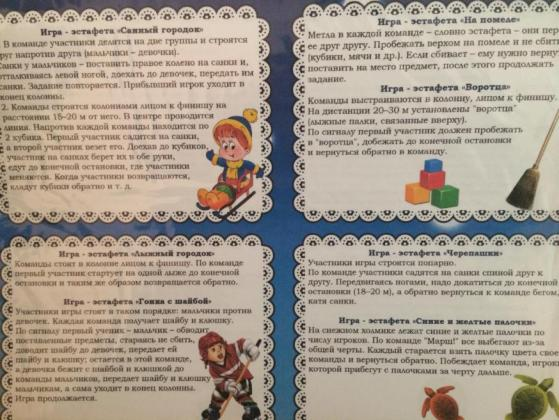 Игра - эстафета «Санный городок»
В команде участники делятся на две группы и строятся
друг напротив друга (мальчики - девочки).
Санки у мальчиков - поставить правое колено на санки и,
отталкиваясь левой ногой, доехать до девочек, передать им
санки. Задание повторяется. Прибывший игрок уходит в
конец колонны.
2. Команды строятся колоннами лицом к финишу на
расстоянии 15-20 м от него. В центре проводится
линия. Напротив каждой команды находится по
2 кубика. Первый участник садится на санки,
а второй участник везет его. Доехав до кубиков,
участник на санках берет их в обе руки,
едут до конечной остановки, где участники
меняются. Когда участники возвращаются,
кладут кубики обратно и т. д.
Игра - эстафета «На помеле»
Метла в каждой команде - словно эстафета - они пер
ее друг другу. Пробежать верхом на помеле и не сбить
(кубики, мячи и др.). Если сбивает - ему нужно верну
поставить на место предмет, после этого продолжать
задание.
Игра - эстафета «Воротца»
Команды выстраиваются в колонну, лицом к финишу.
На дистанции 20-30 м установлены "воротца"
(лыжные палки, связанные вверху).
По сигналу первый участник должен пробежать
в "воротца", добежать до конечной остановки
и вернуться обратно в команду.
Игра - эстафета «Лыжный городок»
Команды стоят в колонне лицом к финишу. По команде
первый участник стартует на одной лыже до конечной
остановки и таким же образом возвращается обратно.
Игра - эстафета «Гонка с шайбой»
Участники игры стоят в таком порядке: мальчики против
девочек. Каждая команда получает шайбу и клюшку.
По сигналу первый ученик - мальчик - обводит
поставленные предметы, стараясь не сбить,
доводит шайбу до девочек, передает ей
шайбу и клюшку; остается в этой команде,
а девочка бежит с шайбой и клюшкой до
команды мальчиков, передает шайбу и клюшку
мальчикам, а сама уходит в конец колонны.
Игра продолжается.
Игра - эстафета «Черепашки»
Участники игры строятся попарно.
По команде участники садятся на санки спиной друг к
другу. Передвигаясь ногами, надо докатиться до конечной
остановки (18-20 м), а обратно вернуться к команде бегом,
катя санки.
Игра - эстафета «Синие и желтые палочки»
На снежном холмике лежат синие и желтые палочки по
числу игроков. По команде "Марш!" все выбегают из-за
общей черты. Каждый старается взять палочку цвета свое
команды и вернуться обратно. Побеждает команда, игрок
которой прибегут с палочками за черту дальше.